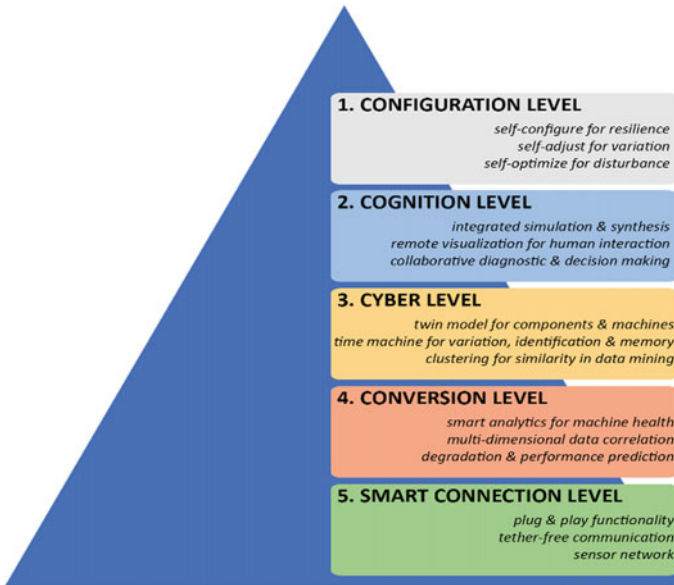 1. CONFIGURATION LEVEL
self-configure for resilience
self-adjust for variation
self-optimize for disturbance
2. COGNITION LEVEL
integrated simulation & synthesis
remote visualization for human interaction
collaborative diagnostic & decision making
3. CYBER LEVEL
twin model for components & machines
time machine for variation, identification & memory
clustering for similarity in data mining
4. CONVERSION LEVEL
smart analytics for machine health
multi-dimensional data correlation
degradation & performance prediction
5. SMART CONNECTION LEVEL
plug & play functionality
tether-free communication
sensor network